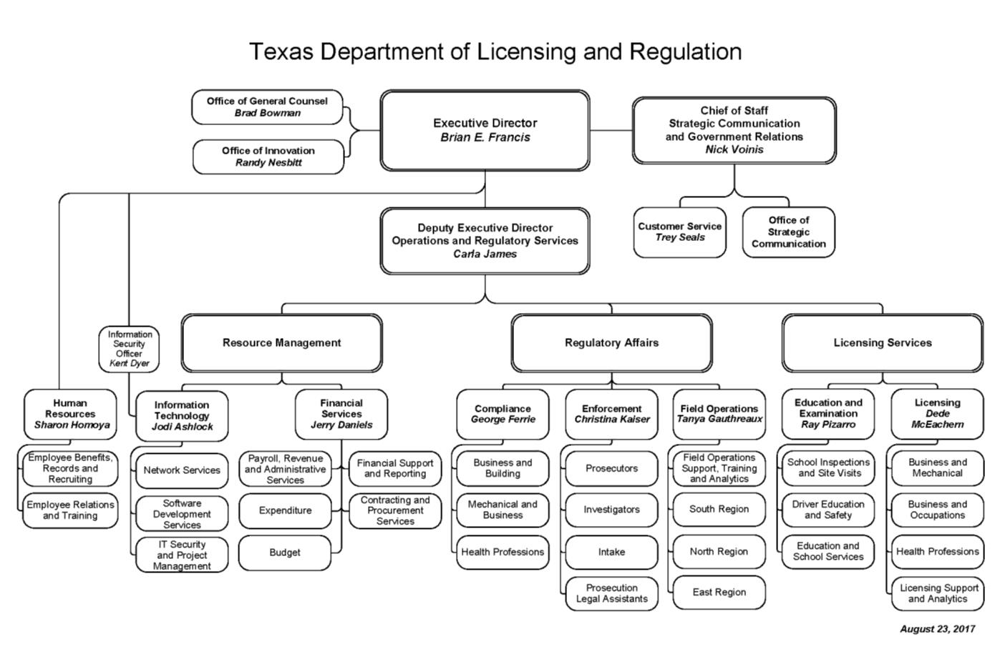 Texas Department of Licensing and Regulation
Office of General Counsel
Brad Bowman
Office of Innovation
Randy Nesbitt
Executive Director
Brian E. Francis
Chief of Staff
Strategic Communication
and Government Relations
Nick Voinis
Deputy Executive Director
Operations and Regulatory Services
Carla James
Customer Service
Trey Seals
Office of
Strategic
Communication
Information
Security
Officer
Kent Dyer
Resource Management
Regulatory Affairs
Licensing Services
Human
Resources
Sharon Homoya
Information
Technology
Jodi Ashlock
Financial
Services
Jerry Daniels
Compliance
George Ferrie
Enforcement
Christina Kaiser
Field Operations
Tanya Gauthreaux
Education and
Examination
Ray Pizarro
Licensing
Dede
McEachern
Employee Benefits,
Records and
Recruiting
Employee Relations
and Training
Network Services
Software
Development
Services
IT Security
and Project
Management
Payroll, Revenue
and Administrative
Services
Expenditure
Budget
Financial Support
and Reporting
Contracting and
Procurement
Services
Business and
Building
Mechanical and
Business
Health Professions
Prosecutors
Investigators
Intake
Prosecution
Legal Assistants
Field Operations
Support, Training
and Analytics
South Region
North Region
East Region
School Inspections
and Site Visits
Driver Education
and Safety
Education and
School Services
Business and
Mechanical
Business and
Occupations
Health Professions
Licensing Support
and Analytics
August 23, 2017